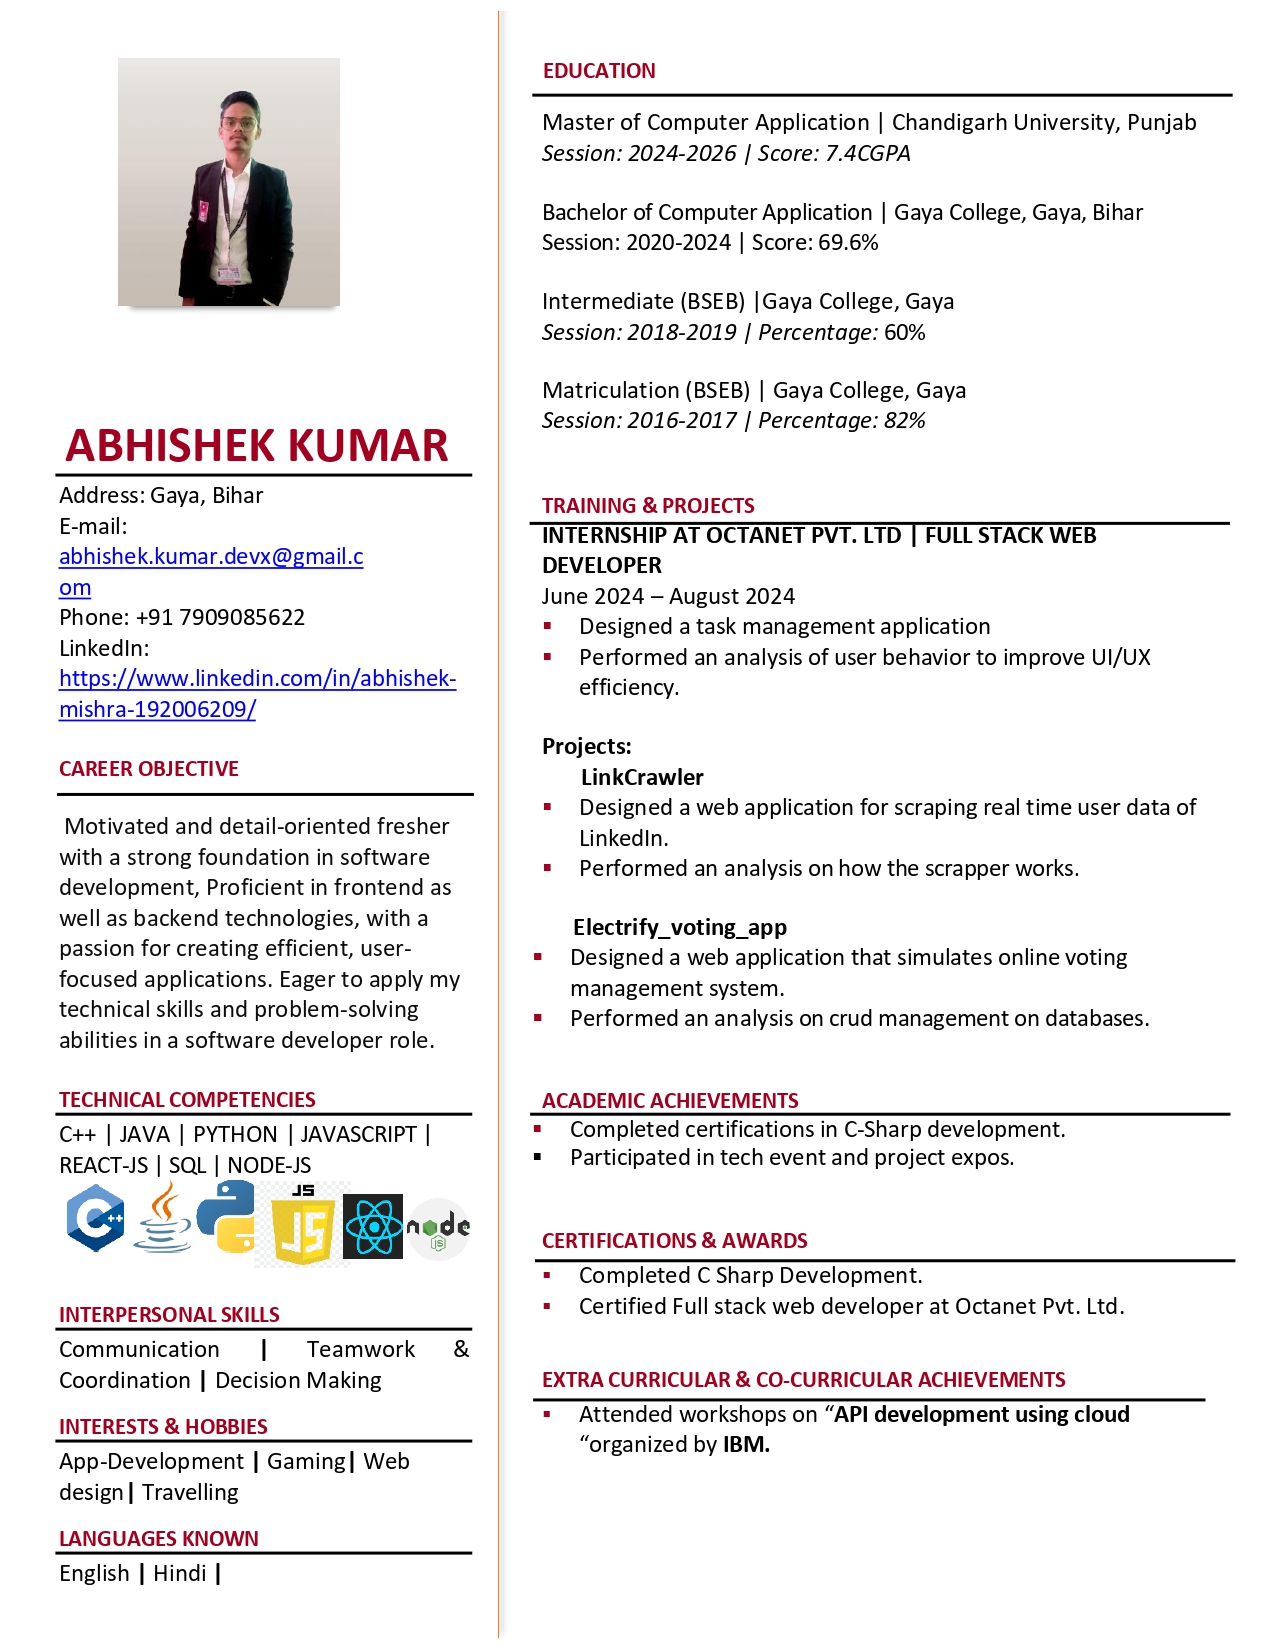 ABHISHEK KUMAR
Address: Gaya, Bihar
E-mail:
abhishek.kumar.devx@gmail.c
om
Phone: +91 7909085622
LinkedIn:
https://www.linkedin.com/in/abhishek-
mishra-192006209/
CAREER OBJECTIVE
Motivated and detail-oriented fresher
with a strong foundation in software
development, Proficient in frontend as
well as backend technologies, with a
passion for creating efficient, user-
focused applications. Eager to apply my
technical skills and problem-solving
abilities in a software developer role.
TECHNICAL COMPETENCIES
C++ | JAVA | PYTHON | JAVASCRIPT |
REACT-JS | SQL | NODE-JS
C++ JS JS node JS
INTERPERSONAL SKILLS
Communication | Teamwork &
Coordination | Decision Making
INTERESTS & HOBBIES
App-Development | Gaming| Web
design| Travelling
LANGUAGES KNOWN
English | Hindi |
EDUCATION
Master of Computer Application | Chandigarh University, Punjab
Session: 2024-2026 | Score: 7.4CGPA
Bachelor of Computer Application | Gaya College, Gaya, Bihar
Session: 2020-2024 | Score: 69.6%
Intermediate (BSEB) |Gaya College, Gaya
Session: 2018-2019 | Percentage: 60%
Matriculation (BSEB) | Gaya College, Gaya
Session: 2016-2017 | Percentage: 82%
TRAINING & PROJECTS
INTERNSHIP AT OCTANET PVT. LTD | FULL STACK WEB
DEVELOPER
June 2024 – August 2024
▪ Designed a task management application
▪ Performed an analysis of user behavior to improve UI/UX
efficiency.
Projects:
LinkCrawler
▪ Designed a web application for scraping real time user data of
LinkedIn.
▪ Performed an analysis on how the scrapper works.
Electrify_voting_app
▪ Designed a web application that simulates online voting
management system.
▪ Performed an analysis on crud management on databases.
ACADEMIC ACHIEVEMENTS
▪ Completed certifications in C-Sharp development.
▪ Participated in tech event and project expos.
CERTIFICATIONS & AWARDS
▪ Completed C Sharp Development.
▪ Certified Full stack web developer at Octanet Pvt. Ltd.
EXTRA CURRICULAR & CO-CURRICULAR ACHIEVEMENTS
▪ Attended workshops on “API development using cloud
“organized by IBM.